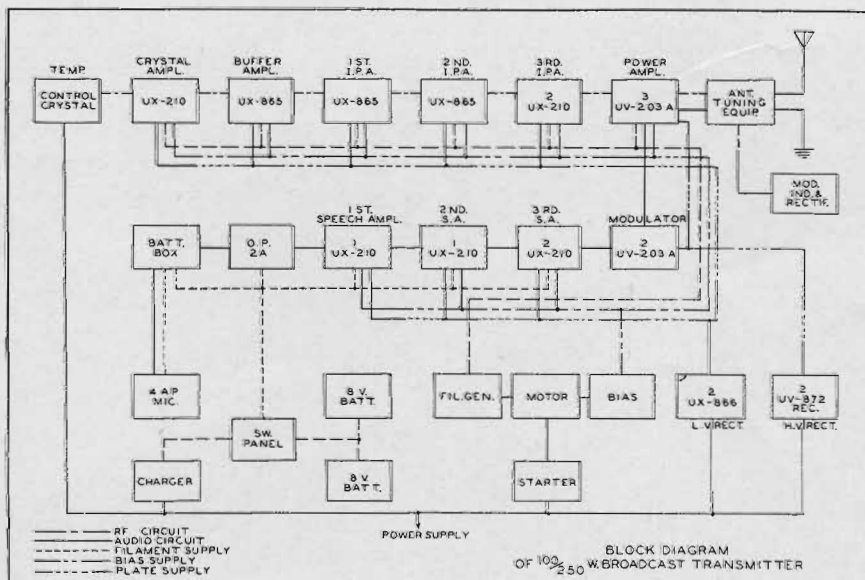 TEMP.
CONTROL
CRYSTAL
CRYSTAL
AMPL.
UX-210
BUFFER
AMPL.
UX-865
1ST.
I.P.A.
UX-865
2ND.
I.P.A.
UX-865
3RD.
I.P.A.
2
UX-210
POWER
AMPL.
3
UV-203 A
ANT.
TUNING
EQUIP.
MOD.
IND. &
RECTIF.
BATT.
BOX
O.P.
2A
1ST.
SPEECH AMPL.
1
UX-210
2ND.
S.A.
1
UX-210
3RD.
S.A.
2
UX-210
MODULATOR
2
UV-203 A
4 A P
MIC.
8 V.
BATT.
FIL. GEN.
MOTOR
BIAS
2
UX-866
L.V. RECT.
2
UV-872
REC.
H.V. RECT.
SW.
PANEL
CHARGER
8 V.
BATT.
STARTER
POWER SUPPLY
RF CIRCUIT
AUDIO CIRCUIT
FILAMENT SUPPLY
BIAS SUPPLY
PLATE SUPPLY
BLOCK DIAGRAM
OF 100/250 W. BROADCAST TRANSMITTER